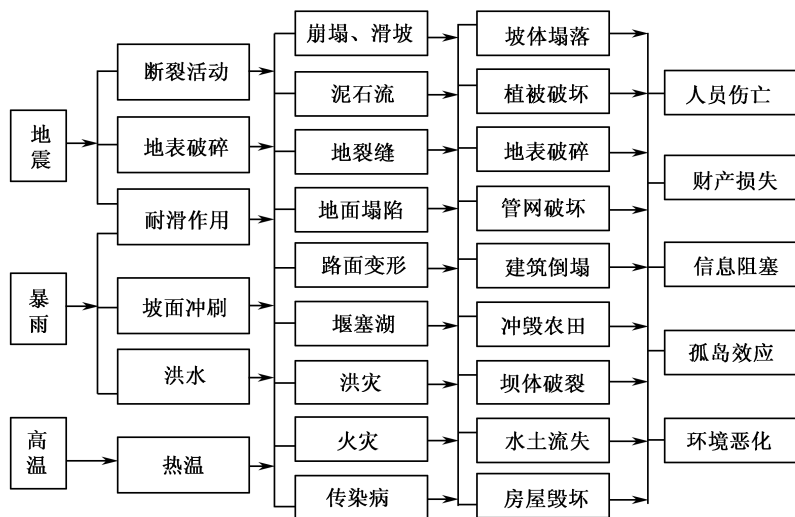 地震
暴雨
高温
断裂活动
地表破碎
耐滑作用
坡面冲刷
洪水
热温
崩塌、滑坡
泥石流
地裂缝
地面塌陷
路面变形
堰塞湖
洪灾
火灾
传染病
坡体塌落
植被破坏
地表破碎
管网破坏
建筑倒塌
冲毁农田
坝体破裂
水土流失
房屋毁坏
人员伤亡
财产损失
信息阻塞
孤岛效应
环境恶化